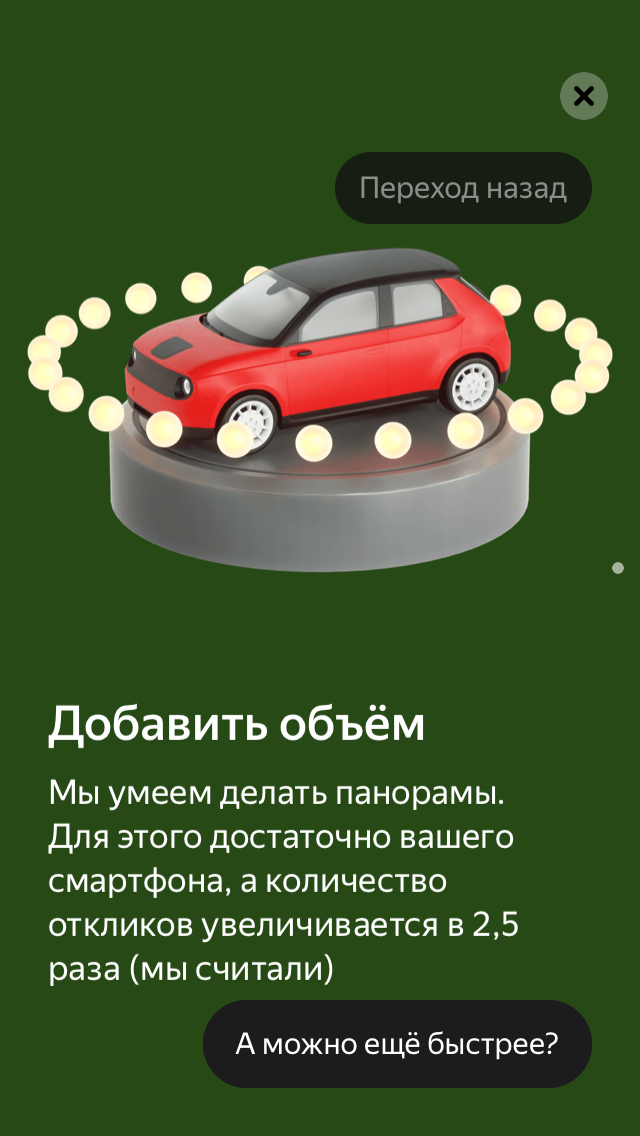 Переход назад
Добавить объём
Мы умеем делать панорамы.
Для этого достаточно вашего
смартфона, а количество
откликов увеличивается в 2,5
раза (мы считали)
А можно ещё быстрее?